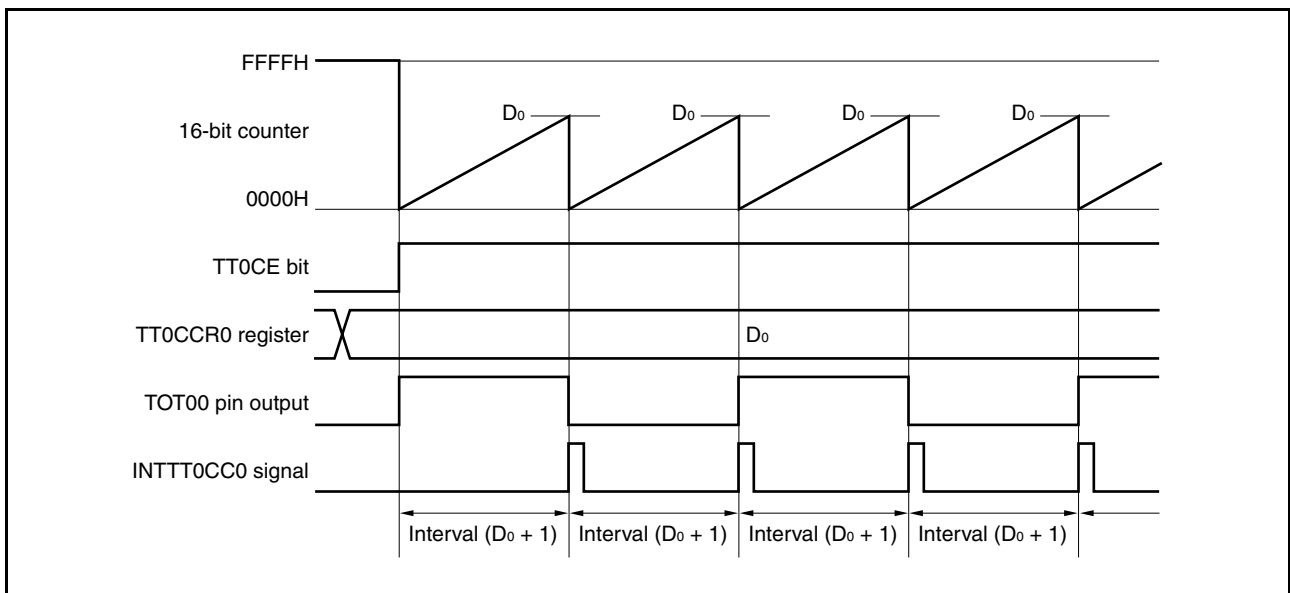 FFFFH
D₀ D₀ D₀ D₀
16-bit counter
0000H
TT0CE bit
TT0CCR0 register D₀
TOT00 pin output
INTTT0CC0 signal
Interval (D₀ + 1) Interval (D₀ + 1) Interval (D₀ + 1) Interval (D₀ + 1)